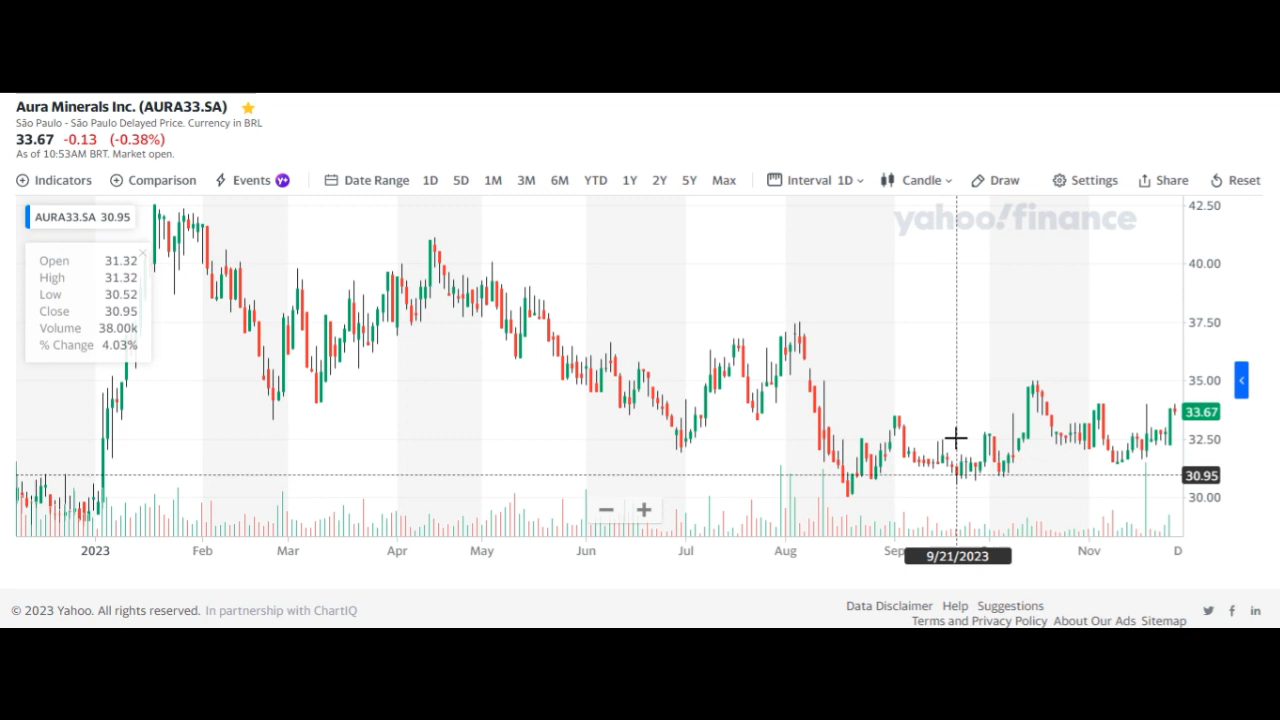 Aura Minerals Inc. (AURA33.SA)
São Paulo - São Paulo Delayed Price. Currency in BRL
33.67 -0.13 (-0.38%)
As of 10:53AM BRT. Market open.
Indicators Comparison Events Y+ Date Range 1D 5D 1M 3M 6M YTD 1Y 2Y 5Y Max Interval 1D Candle Draw Settings Share Reset
AURA33.SA 30.95
yahoo!finance
Open 31.32
High 31.32
Low 30.52
Close 30.95
Volume 38.00k
% Change 4.03%
42.50
40.00
37.50
35.00
33.67
32.50
30.95
30.00
2023 Feb Mar Apr May Jun Jul Aug Sep 9/21/2023 Nov D
© 2023 Yahoo. All rights reserved. In partnership with ChartIQ
Data Disclaimer Help Suggestions
Terms and Privacy Policy About Our Ads Sitemap